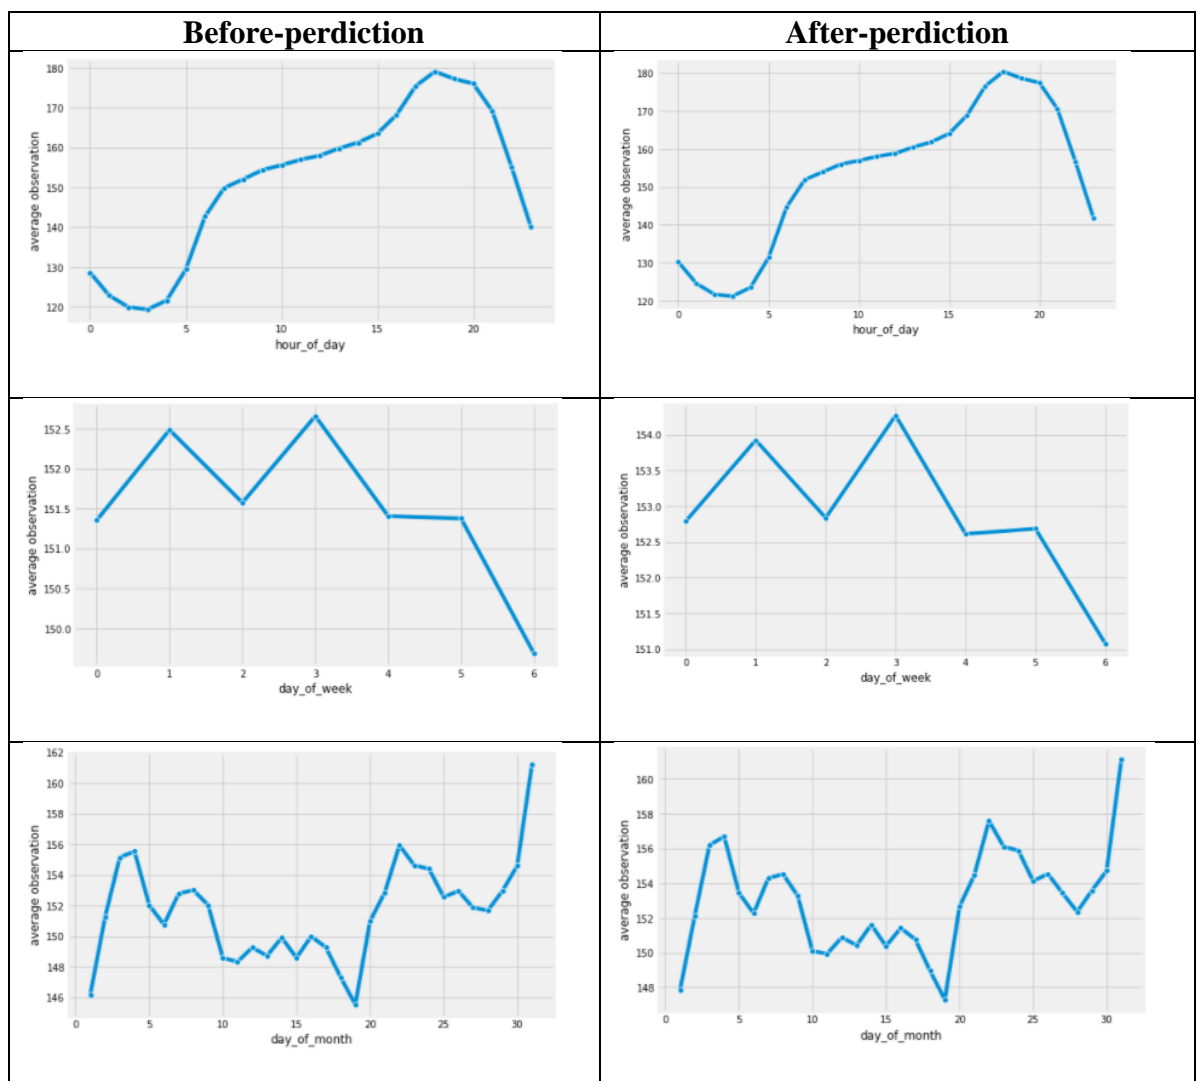 Before-perdiction
After-perdiction
180
170
160
150
140
130
120
average observation
0 5 10 15 20
hour_of_day
180
170
160
150
140
130
120
average observation
0 5 10 15 20
hour_of_day
152.5
152.0
151.5
151.0
150.5
150.0
average observation
0 1 2 3 4 5 6
day_of_week
154.0
153.5
153.0
152.5
152.0
151.5
151.0
average observation
0 1 2 3 4 5 6
day_of_week
162
160
158
156
154
152
150
148
146
average observation
0 5 10 15 20 25 30
day_of_month
160
158
156
154
152
150
148
average observation
0 5 10 15 20 25 30
day_of_month